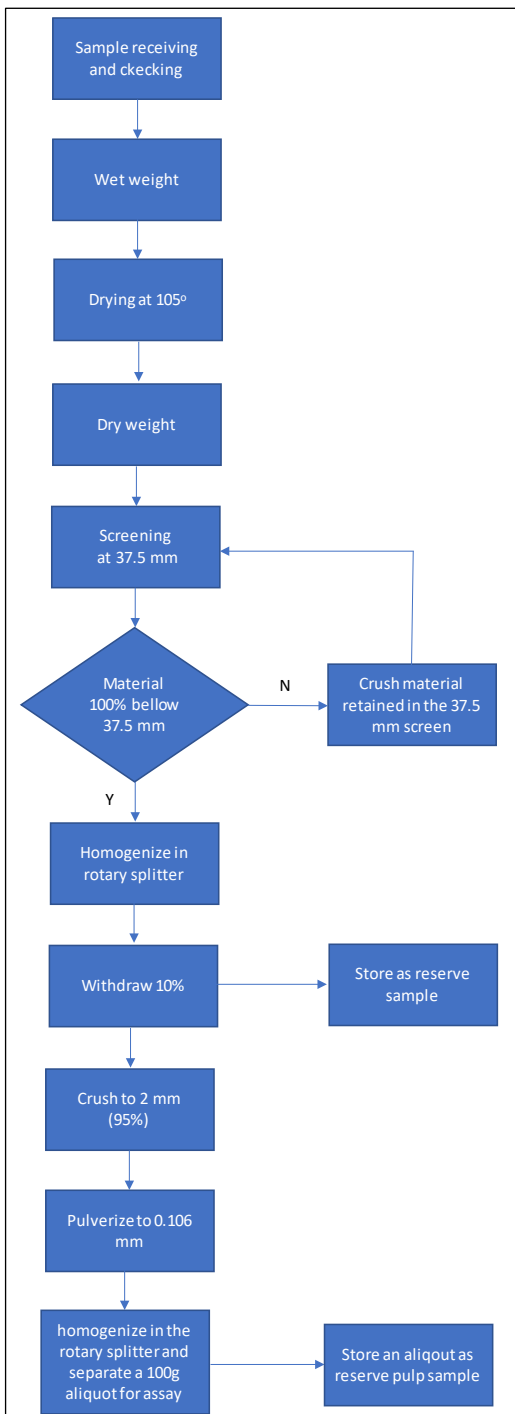 Sample receiving
and ckecking
Wet weight
Drying at 105º
Dry weight
Screening
at 37.5 mm
Material
100% bellow
37.5 mm
N
Crush material
retained in the 37.5
mm screen
Y
Homogenize in
rotary splitter
Withdraw 10%
Store as reserve
sample
Crush to 2 mm
(95%)
Pulverize to 0.106
mm
homogenize in the
rotary splitter and
separate a 100g
aliquot for assay
Store an aliqout as
reserve pulp sample